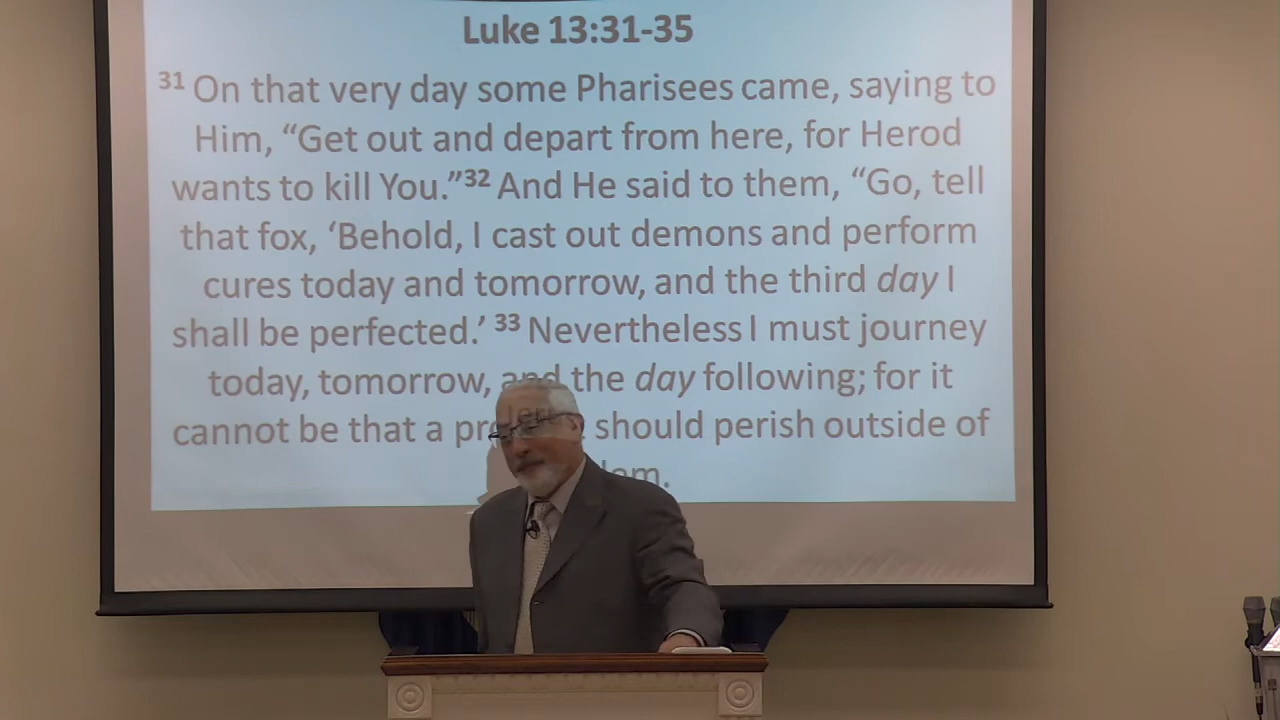 Luke 13:31-35
31 On that very day some Pharisees came, saying to
Him, “Get out and depart from here, for Herod
wants to kill You.”32 And He said to them, “Go, tell
that fox, ‘Behold, I cast out demons and perform
cures today and tomorrow, and the third day I
shall be perfected.’ 33 Nevertheless I must journey
today, tomorrow, and the day following; for it
cannot be that a should perish outside of